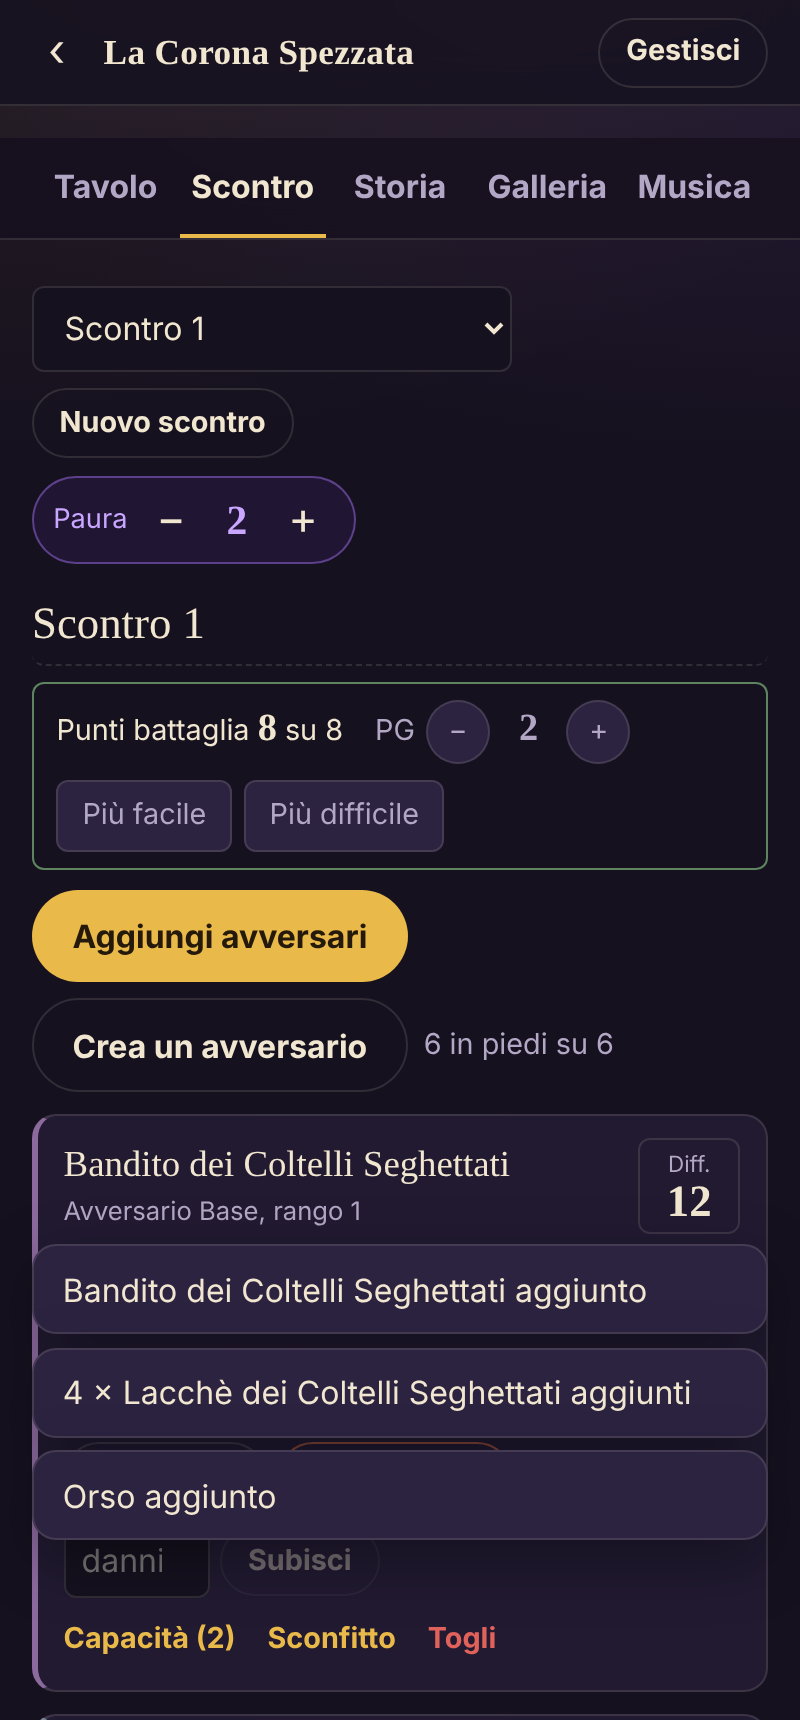 La Corona Spezzata
Gestisci
Tavolo Scontro Storia Galleria Musica
Scontro 1
Nuovo scontro
Paura − 2 +
Scontro 1
Punti battaglia 8 su 8 PG − 2 +
Più facile Più difficile
Aggiungi avversari
Crea un avversario 6 in piedi su 6
Bandito dei Coltelli Seghettati
Avversario Base, rango 1
Diff.
12
Bandito dei Coltelli Seghettati aggiunto
4 × Lacchè dei Coltelli Seghettati aggiunti
Orso aggiunto
danni Subisci
Capacità (2) Sconfitto Togli